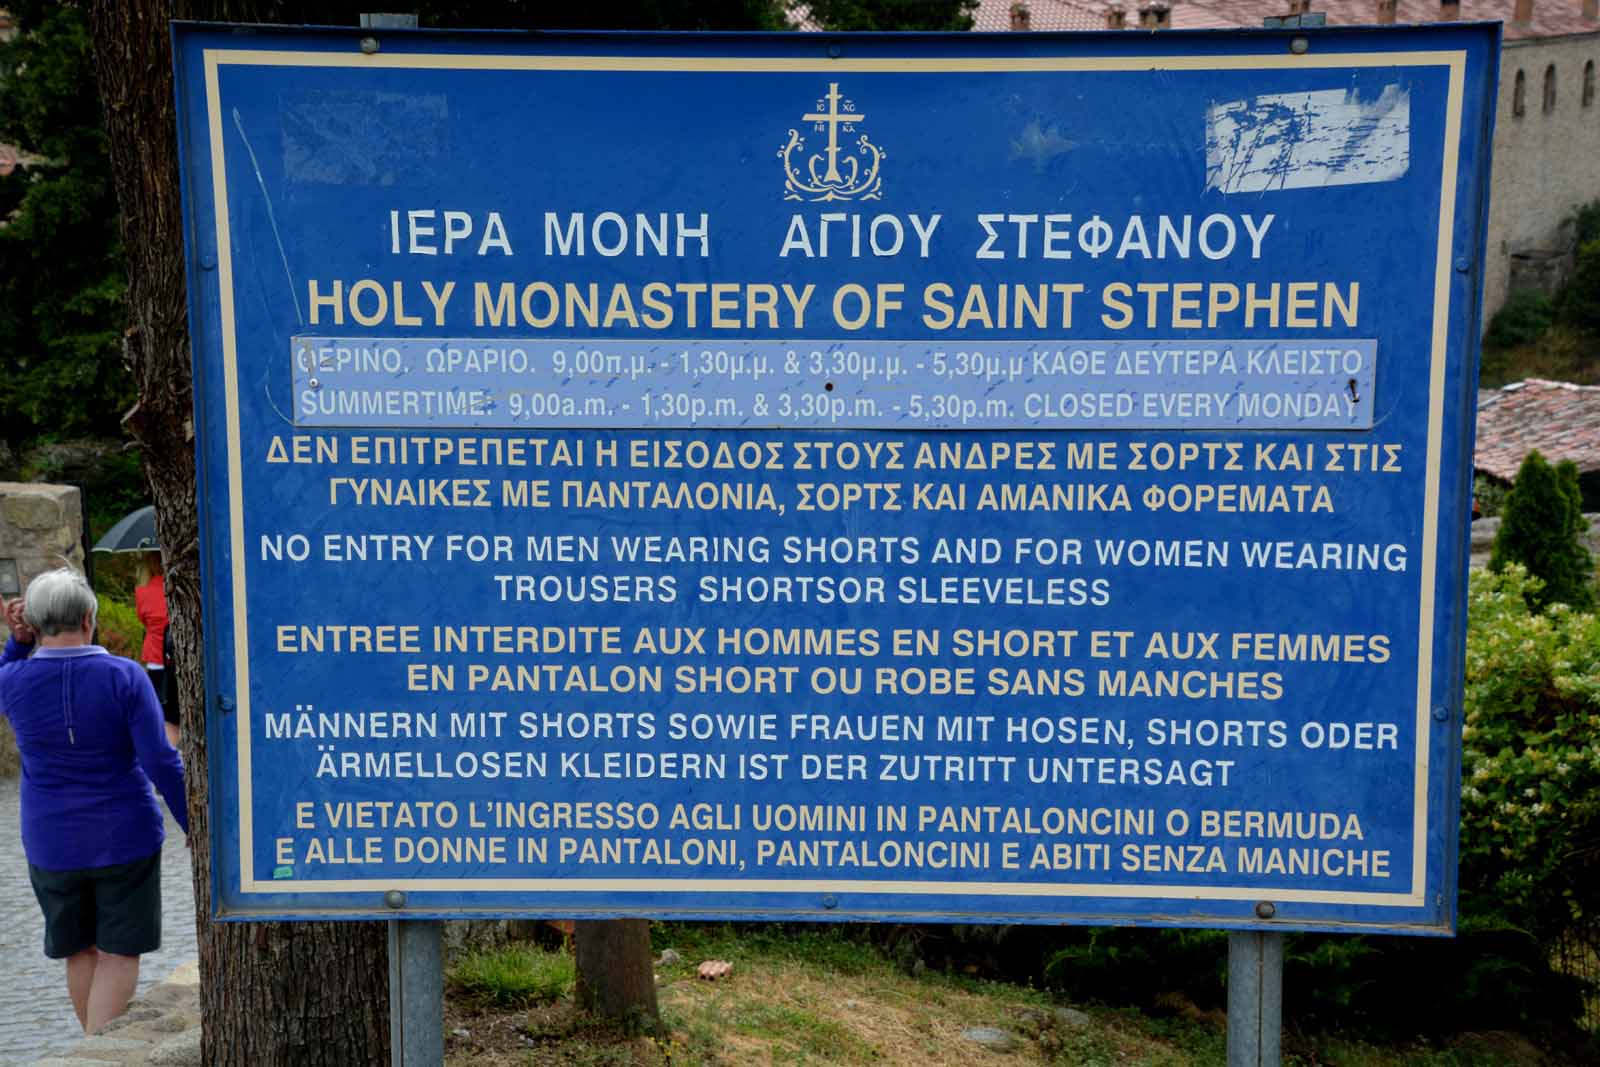 IC XC
NI KA
ΙΕΡΑ ΜΟΝΗ ΑΓΙΟΥ ΣΤΕΦΑΝΟΥ
HOLY MONASTERY OF SAINT STEPHEN
ΘΕΡΙΝΟ. ΩΡΑΡΙΟ. 9,00π.μ. - 1,30μ.μ. & 3,30μ.μ. - 5,30μ.μ ΚΑΘΕ ΔΕΥΤΕΡΑ ΚΛΕΙΣΤΟ
SUMMERTIME: 9,00a.m. - 1,30p.m. & 3,30p.m. - 5,30p.m. CLOSED EVERY MONDAY
ΔΕΝ ΕΠΙΤΡΕΠΕΤΑΙ Η ΕΙΣΟΔΟΣ ΣΤΟΥΣ ΑΝΔΡΕΣ ΜΕ ΣΟΡΤΣ ΚΑΙ ΣΤΙΣ
ΓΥΝΑΙΚΕΣ ΜΕ ΠΑΝΤΑΛΟΝΙΑ, ΣΟΡΤΣ ΚΑΙ ΑΜΑΝΙΚΑ ΦΟΡΕΜΑΤΑ
NO ENTRY FOR MEN WEARING SHORTS AND FOR WOMEN WEARING
TROUSERS SHORTSOR SLEEVELESS
ENTREE INTERDITE AUX HOMMES EN SHORT ET AUX FEMMES
EN PANTALON SHORT OU ROBE SANS MANCHES
MÄNNERN MIT SHORTS SOWIE FRAUEN MIT HOSEN, SHORTS ODER
ÄRMELLOSEN KLEIDERN IST DER ZUTRITT UNTERSAGT
E VIETATO L'INGRESSO AGLI UOMINI IN PANTALONCINI O BERMUDA
E ALLE DONNE IN PANTALONI, PANTALONCINI E ABITI SENZA MANICHE